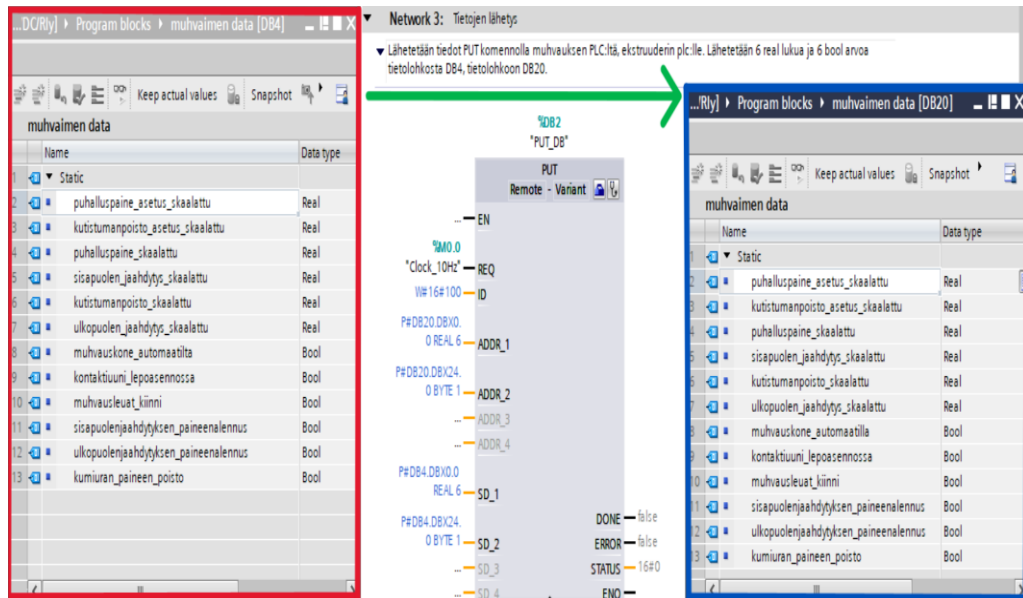 ...'DC/Rly] ▸ Program blocks ▸ muhvaimen data [DB4]
Keep actual values Snapshot
muhvaimen data
Name Data type
1 Static
2 puhalluspaine_asetus_skaalattu Real
3 kutistumanpoisto_asetus_skaalattu Real
4 puhalluspaine_skaalattu Real
5 sisapuolen_jaahdytys_skaalattu Real
6 kutistumanpoisto_skaalattu Real
7 ulkopuolen_jaahdytys_skaalattu Real
8 muhvauskone_automaatilta Bool
9 kontaktiuuni_lepoasennossa Bool
10 muhvausleuat_kiinni Bool
11 sisapuolenjaahdytyksen_paineenalennus Bool
12 ulkopuolenjaahdytyksen_paineenalennus Bool
13 kumiuran_paineen_poisto Bool
Network 3: Tietojen lähetys
Lähetetään tiedot PUT komennolla muhvauksen PLC:ltä, ekstruuderin plc:lle. Lähetetään 6 real lukua ja 6 bool arvoa
tietolohkosta DB4, tietolohkoon DB20.
%DB2
"PUT_DB"
PUT
Remote - Variant
... EN
%M0.0
"Clock_10Hz" REQ
W#16#100 ID
P#DB20.DBX0.
0 REAL 6 ADDR_1
P#DB20.DBX24.
0 BYTE 1 ADDR_2
... ADDR_3
... ADDR_4
P#DB4.DBX0.0
REAL 6 SD_1
P#DB4.DBX24.
0 BYTE 1 SD_2
... SD_3
... SD_4
DONE false
ERROR false
STATUS 16#0
ENO
...'Rly] ▸ Program blocks ▸ muhvaimen data [DB20]
Keep actual values Snapshot
muhvaimen data
Name Data type
1 Static
2 puhalluspaine_asetus_skaalattu Real
3 kutistumanpoisto_asetus_skaalattu Real
4 puhalluspaine_skaalattu Real
5 sisapuolen_jaahdytys_skaalattu Real
6 kutistumanpoisto_skaalattu Real
7 ulkopuolen_jaahdytys_skaalattu Real
8 muhvauskone_automaatilla Bool
9 kontaktiuuni_lepoasennossa Bool
10 muhvausleuat_kiinni Bool
11 sisapuolenjaahdytyksen_paineenalennus Bool
12 ulkopuolenjaahdytyksen_paineenalennus Bool
13 kumiuran_paineen_poisto Bool